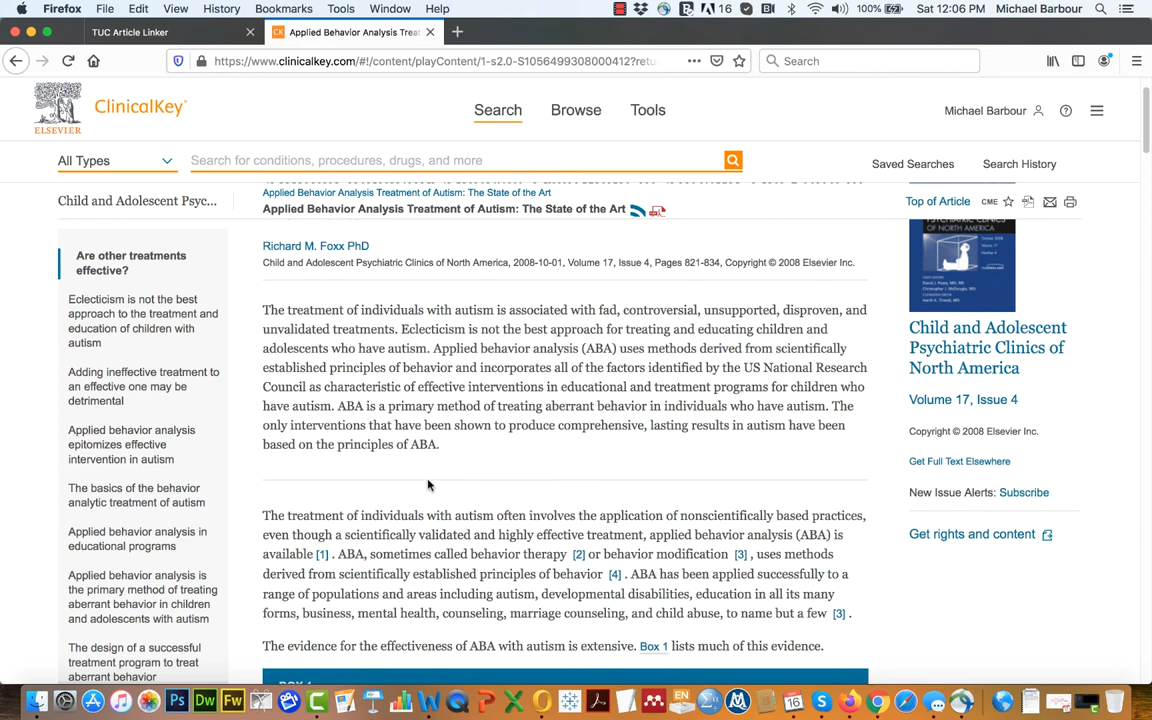 Firefox File Edit View History Bookmarks Tools Window Help 16 100% Sat 12:06 PM Michael Barbour
TUC Article Linker
Applied Behavior Analysis Treat
https://www.clinicalkey.com/#!/content/playContent/1-s2.0-S1056499308000412?retu
Search
ELSEVIER
ClinicalKey®
Search Browse Tools
Michael Barbour
All Types
Search for conditions, procedures, drugs, and more
Saved Searches Search History
Child and Adolescent Psyc...
Are other treatments
effective?
Eclecticism is not the best
approach to the treatment and
education of children with
autism
Adding ineffective treatment to
an effective one may be
detrimental
Applied behavior analysis
epitomizes effective
intervention in autism
The basics of the behavior
analytic treatment of autism
Applied behavior analysis in
educational programs
Applied behavior analysis is
the primary method of treating
aberrant behavior in children
and adolescents with autism
The design of a successful
treatment program to treat
aberrant behavior
Applied Behavior Analysis Treatment of Autism: The State of the Art
Applied Behavior Analysis Treatment of Autism: The State of the Art
Top of Article CME
Richard M. Foxx PhD
Child and Adolescent Psychiatric Clinics of North America, 2008-10-01, Volume 17, Issue 4, Pages 821-834, Copyright © 2008 Elsevier Inc.
The treatment of individuals with autism is associated with fad, controversial, unsupported, disproven, and
unvalidated treatments. Eclecticism is not the best approach for treating and educating children and
adolescents who have autism. Applied behavior analysis (ABA) uses methods derived from scientifically
established principles of behavior and incorporates all of the factors identified by the US National Research
Council as characteristic of effective interventions in educational and treatment programs for children who
have autism. ABA is a primary method of treating aberrant behavior in individuals who have autism. The
only interventions that have been shown to produce comprehensive, lasting results in autism have been
based on the principles of ABA.
The treatment of individuals with autism often involves the application of nonscientifically based practices,
even though a scientifically validated and highly effective treatment, applied behavior analysis (ABA) is
available [1] . ABA, sometimes called behavior therapy [2] or behavior modification [3] , uses methods
derived from scientifically established principles of behavior [4] . ABA has been applied successfully to a
range of populations and areas including autism, developmental disabilities, education in all its many
forms, business, mental health, counseling, marriage counseling, and child abuse, to name but a few [3] .
The evidence for the effectiveness of ABA with autism is extensive. Box 1 lists much of this evidence.
PSYCHIATRIC CLINICS
OF NORTH AMERICA
Child and Adolescent
Psychiatric Clinics of
North America
Volume 17, Issue 4
Copyright © 2008 Elsevier Inc.
Get Full Text Elsewhere
New Issue Alerts: Subscribe
Get rights and content